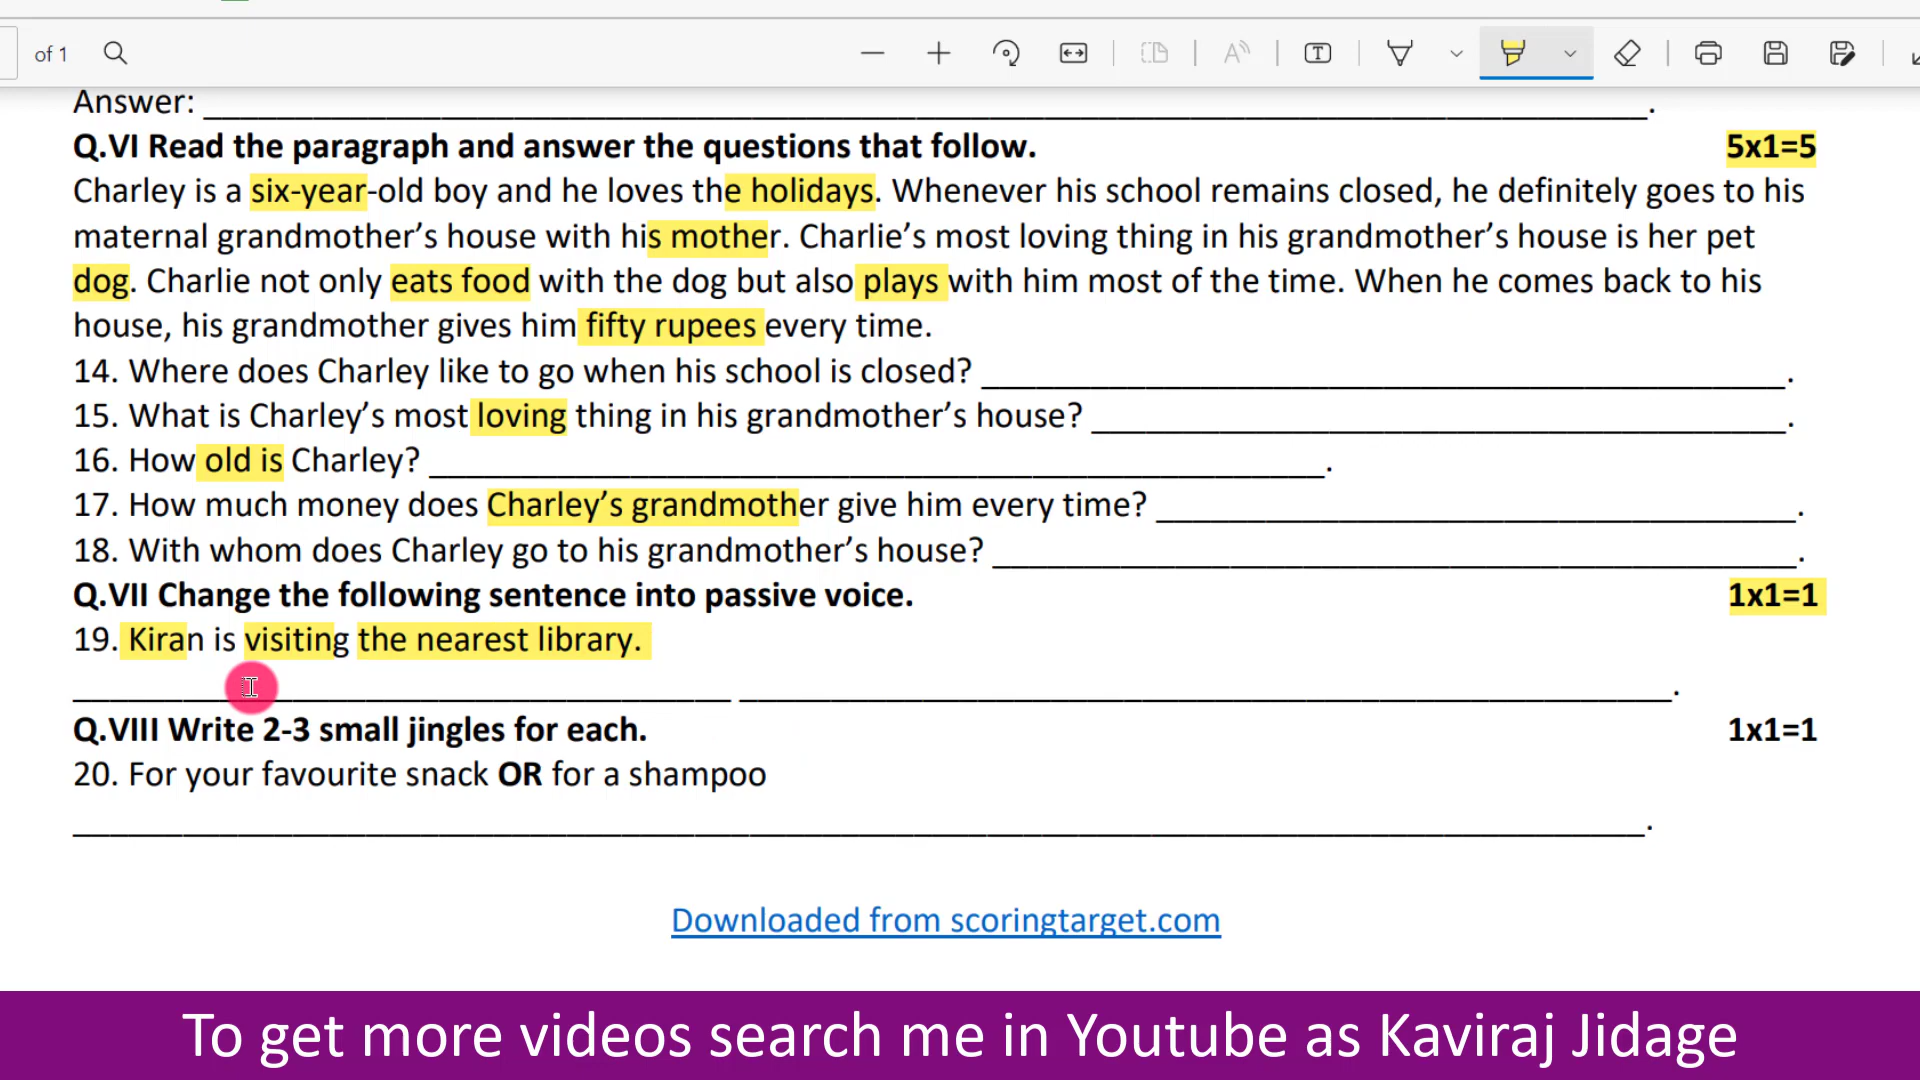 of 1
Answer: ______________________________.
Q.VI Read the paragraph and answer the questions that follow. 5x1=5
Charley is a six-year-old boy and he loves the holidays. Whenever his school remains closed, he definitely goes to his
maternal grandmother’s house with his mother. Charlie’s most loving thing in his grandmother’s house is her pet
dog. Charlie not only eats food with the dog but also plays with him most of the time. When he comes back to his
house, his grandmother gives him fifty rupees every time.
14. Where does Charley like to go when his school is closed? ______________________________.
15. What is Charley’s most loving thing in his grandmother’s house? ______________________________.
16. How old is Charley? ______________________________.
17. How much money does Charley’s grandmother give him every time? ______________________________.
18. With whom does Charley go to his grandmother’s house? ______________________________.
Q.VII Change the following sentence into passive voice. 1x1=1
19. Kiran is visiting the nearest library.
______________________________ ______________________________.
Q.VIII Write 2-3 small jingles for each. 1x1=1
20. For your favourite snack OR for a shampoo
______________________________.
Downloaded from scoringtarget.com
To get more videos search me in Youtube as Kaviraj Jidage